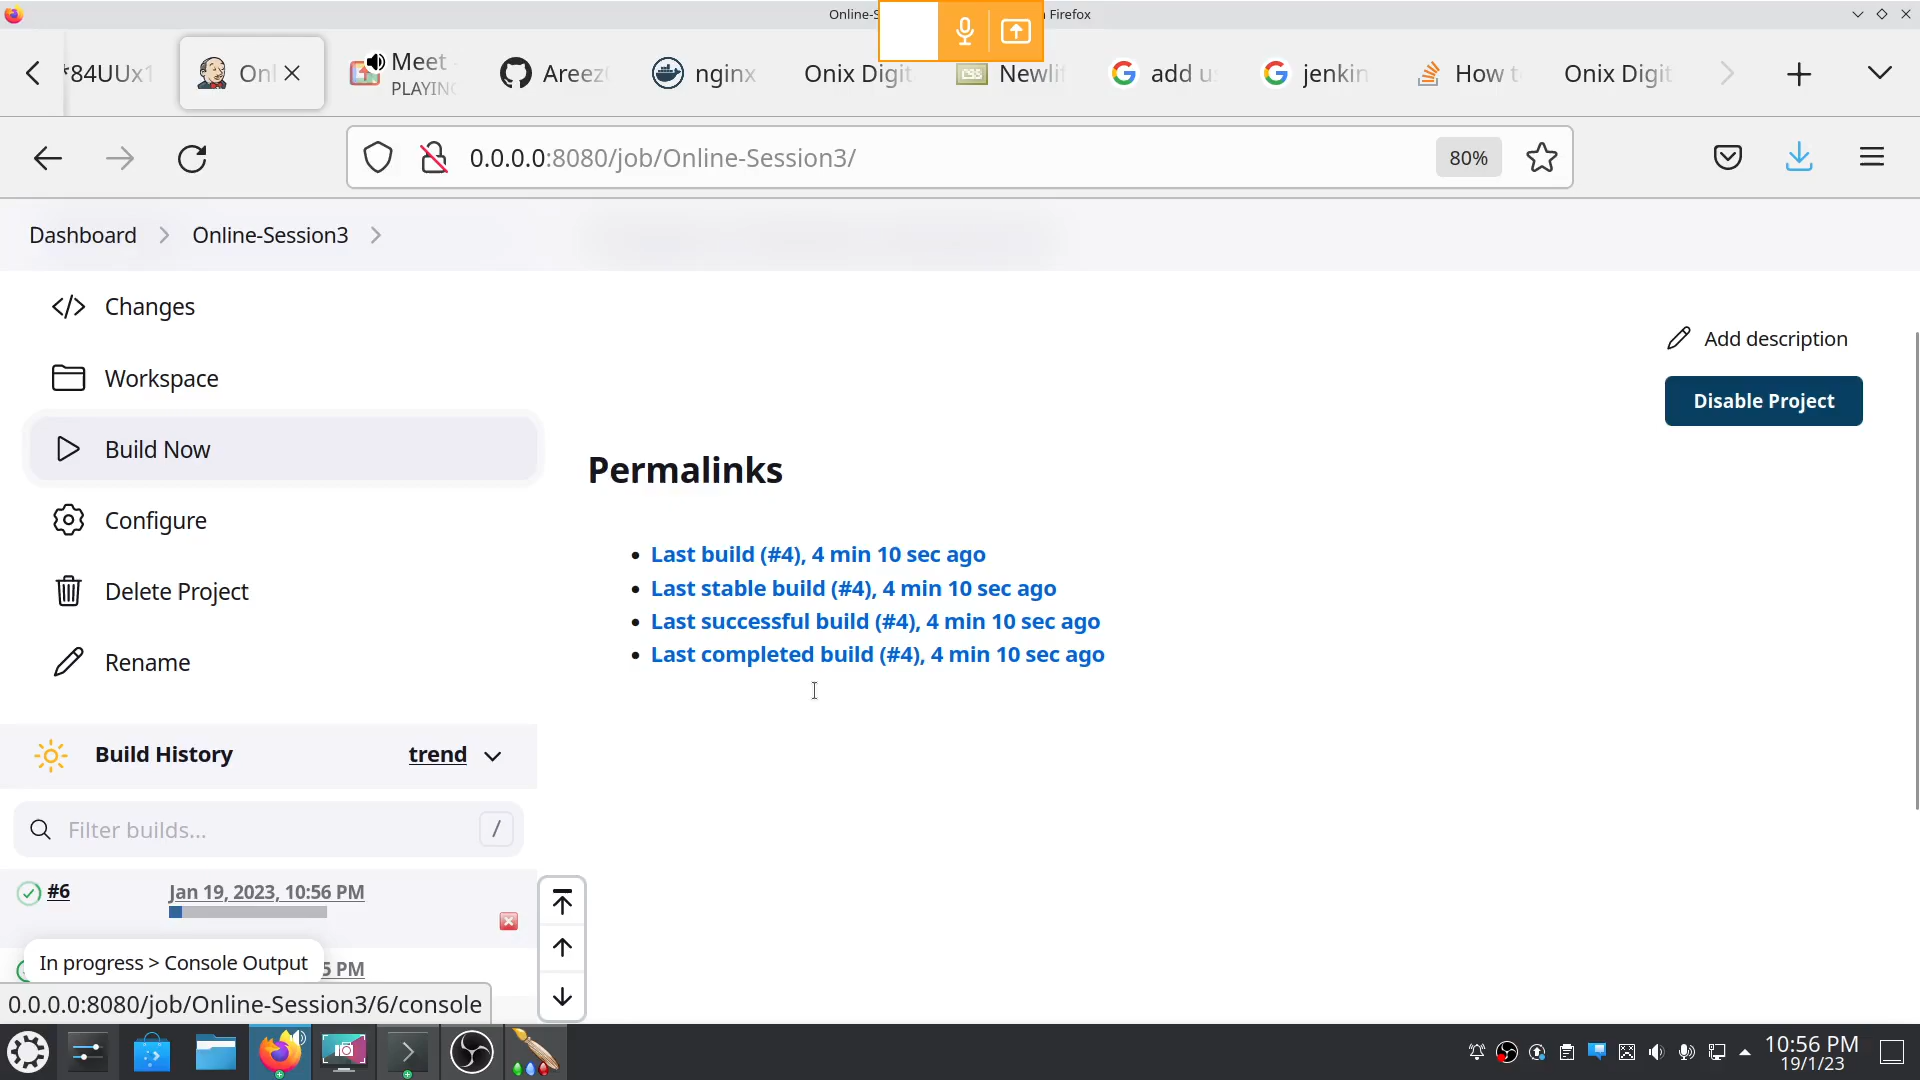 Online-S
Firefox
*84UUx1
Onl
Meet
PLAYING
Areez
nginx
Onix Digit
CSS
Newli
add u
jenkin
How t
Onix Digit
0.0.0.0:8080/job/Online-Session3/
80%
Dashboard
Online-Session3
Changes
Add description
Workspace
Disable Project
Build Now
Permalinks
Configure
Last build (#4), 4 min 10 sec ago
Last stable build (#4), 4 min 10 sec ago
Delete Project
Last successful build (#4), 4 min 10 sec ago
Last completed build (#4), 4 min 10 sec ago
Rename
Build History
trend
Filter builds...
/
#6
Jan 19, 2023, 10:56 PM
In progress > Console Output
5 PM
0.0.0.0:8080/job/Online-Session3/6/console
10:56 PM
19/1/23